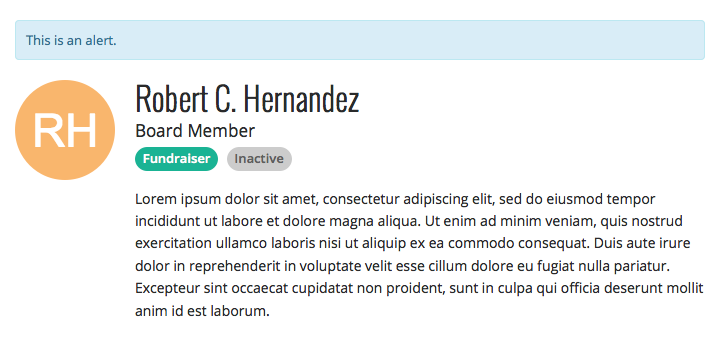 This is an alert.
RH
Robert C. Hernandez
Board Member
Fundraiser Inactive
Lorem ipsum dolor sit amet, consectetur adipiscing elit, sed do eiusmod tempor
incididunt ut labore et dolore magna aliqua. Ut enim ad minim veniam, quis nostrud
exercitation ullamco laboris nisi ut aliquip ex ea commodo consequat. Duis aute irure
dolor in reprehenderit in voluptate velit esse cillum dolore eu fugiat nulla pariatur.
Excepteur sint occaecat cupidatat non proident, sunt in culpa qui officia deserunt mollit
anim id est laborum.